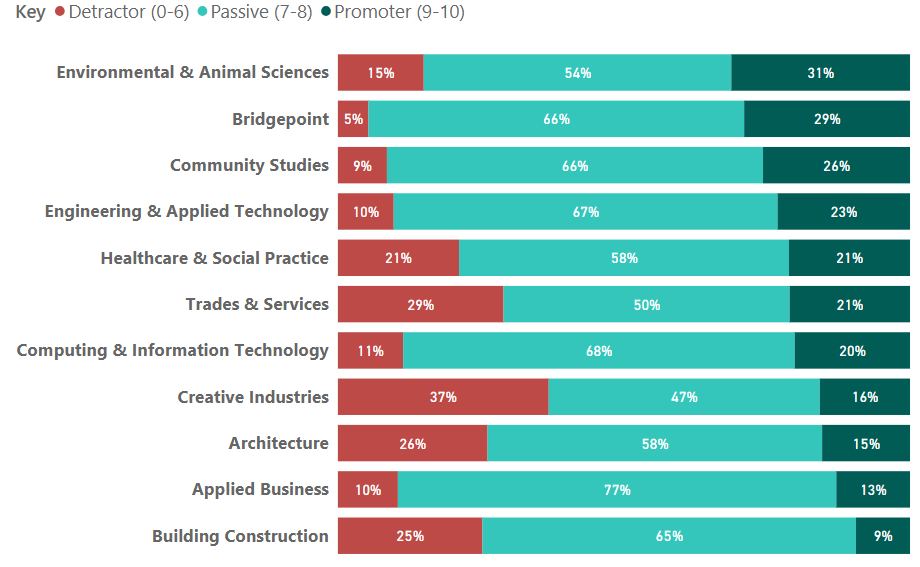 Key Detractor (0-6) Passive (7-8) Promoter (9-10)
Environmental & Animal Sciences 15% 54% 31%
Bridgepoint 5% 66% 29%
Community Studies 9% 66% 26%
Engineering & Applied Technology 10% 67% 23%
Healthcare & Social Practice 21% 58% 21%
Trades & Services 29% 50% 21%
Computing & Information Technology 11% 68% 20%
Creative Industries 37% 47% 16%
Architecture 26% 58% 15%
Applied Business 10% 77% 13%
Building Construction 25% 65% 9%